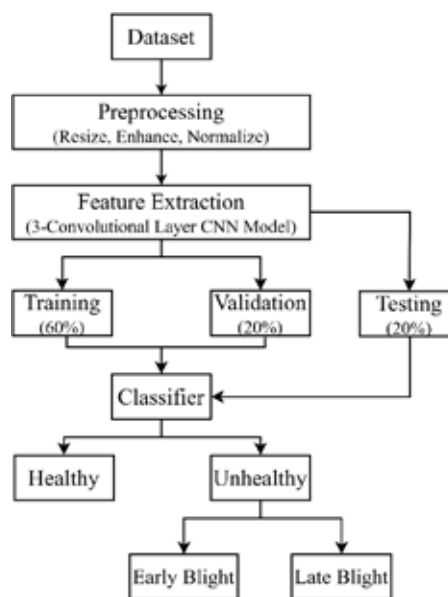 Dataset
Preprocessing
(Resize, Enhance, Normalize)
Feature Extraction
(3-Convolutional Layer CNN Model)
Training
(60%)
Validation
(20%)
Testing
(20%)
Classifier
Healthy
Unhealthy
Early Blight
Late Blight